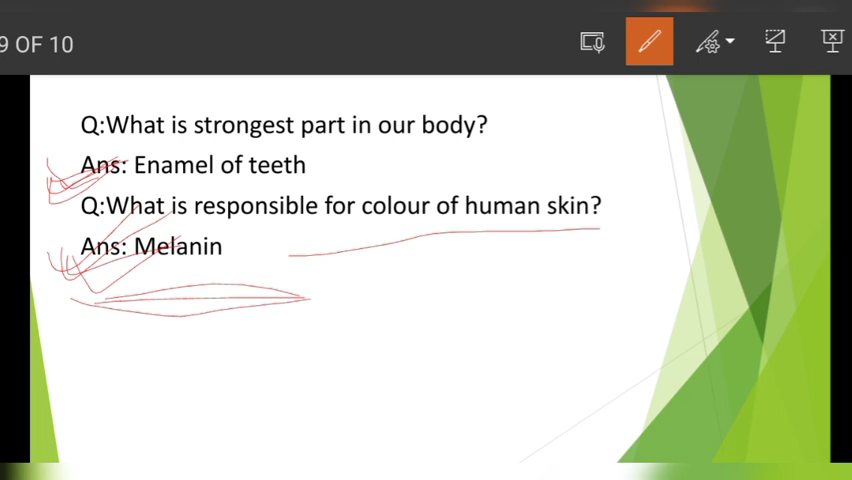 9 OF 10
Q:What is strongest part in our body?
Ans: Enamel of teeth
Q:What is responsible for colour of human skin?
Ans: Melanin